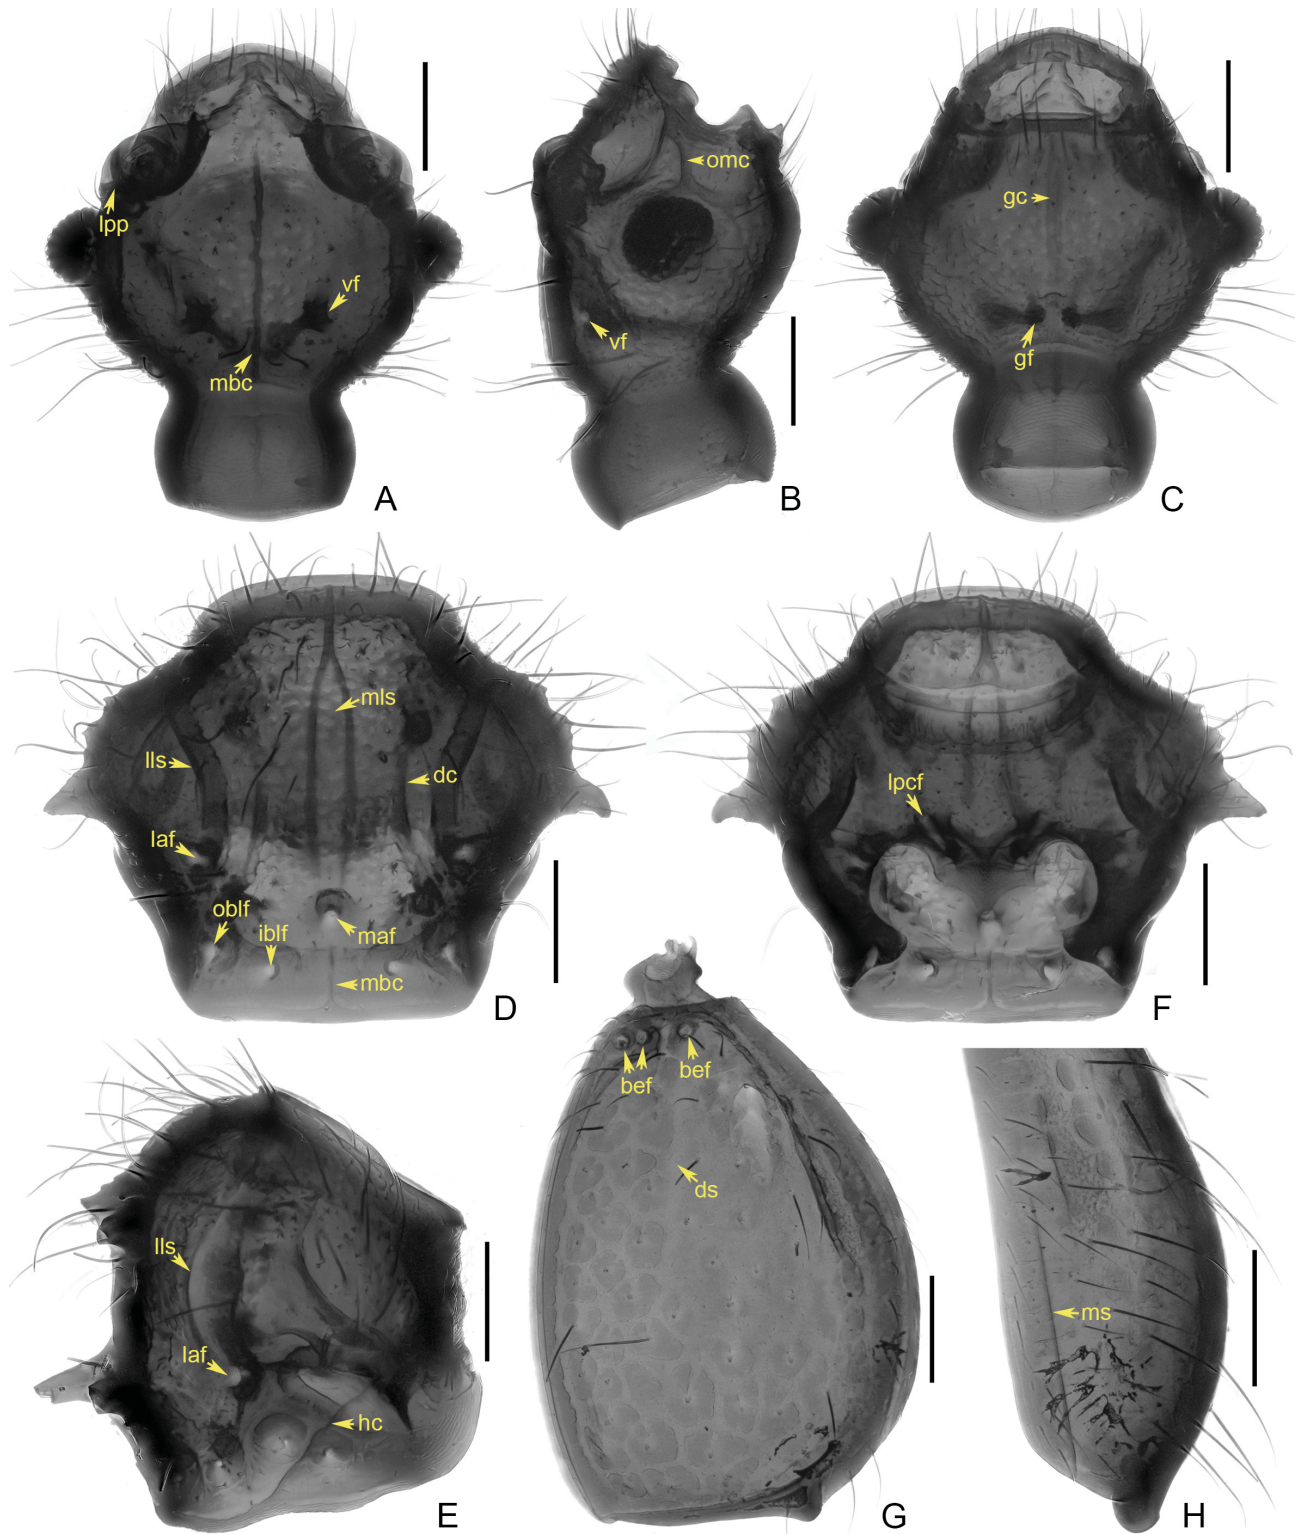 lpp
vf
mbc
A
omc
vf
B
gc
gf
C
mls
lls
dc
laf
oblf
iblf
maf
mbc
D
lpcf
F
lls
laf
hc
E
bef
bef
ds
G
ms
H